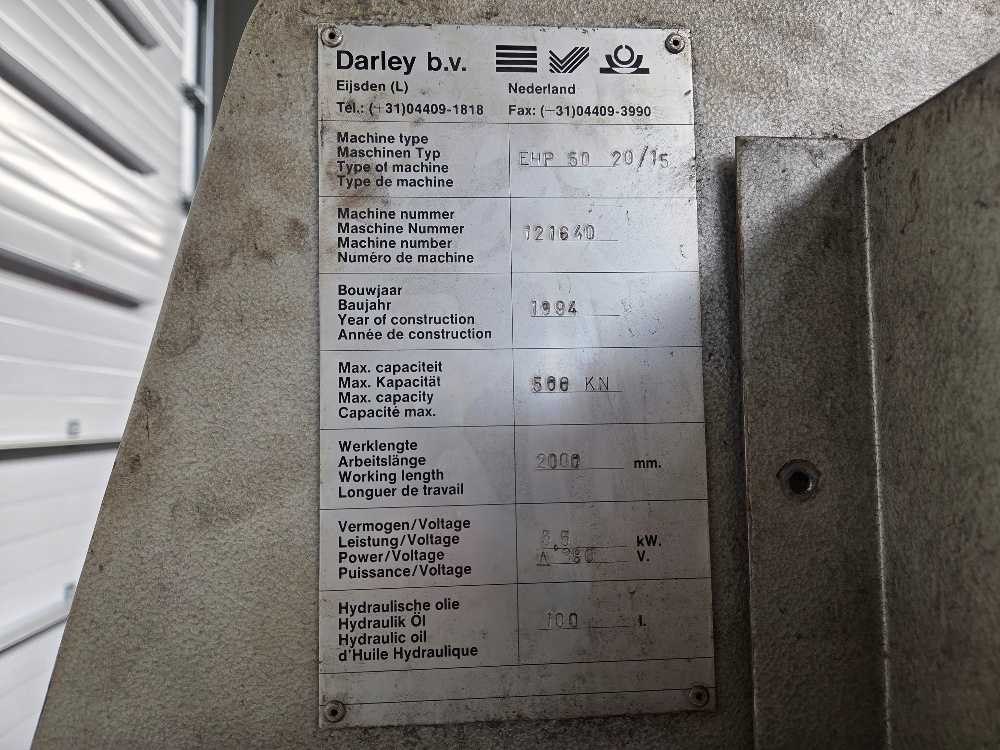 Darley b.v.
Eijsden (L) Nederland
Tel.: (+31)04409-1818 Fax: (+31)04409-3990
Machine type
Maschinen Typ
Type of machine
Type de machine
EHP 50 20/15
Machine nummer
Maschine Nummer
Machine number
Numéro de machine
121640
Bouwjaar
Baujahr
Year of construction
Année de construction
1994
Max. capaciteit
Max. Kapacität
Max. capacity
Capacité max.
500 KN
Werklengte
Arbeitslänge
Working length
Longuer de travail
2000 mm.
Vermogen/Voltage
Leistung/Voltage
Power/Voltage
Puissance/Voltage
5,5 kW.
380 V.
Hydraulische olie
Hydraulik Öl
Hydraulic oil
d'Huile Hydraulique
100 l.